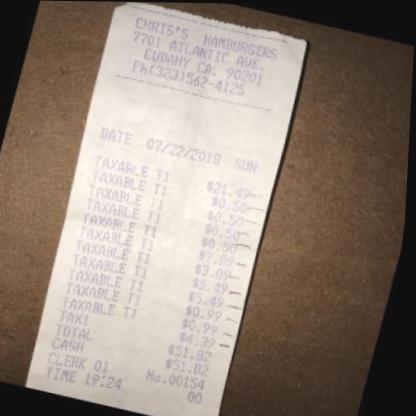 CHRIS'S HAMBURGERS
7701 ATLANTIC AVE.
CUDAHY CA. 90201
Ph(323)562-4125
DATE 07/22/2018 SUN
TAXABLE T1 $21.49
TAXABLE T1 $0.50
TAXABLE T1 $0.50
TAXABLE T1 $0.50
TAXABLE T1 $0.50
TAXABLE T1 $7.89
TAXABLE T1 $3.09
TAXABLE T1 $5.49
TAXABLE T1 $5.49
TAXABLE T1 $0.99
TAXABLE T1 $0.99
TAX1 $4.39
TOTAL $51.82
CASH $51.82
CLERK 01 No.00154
TIME 19:24 00